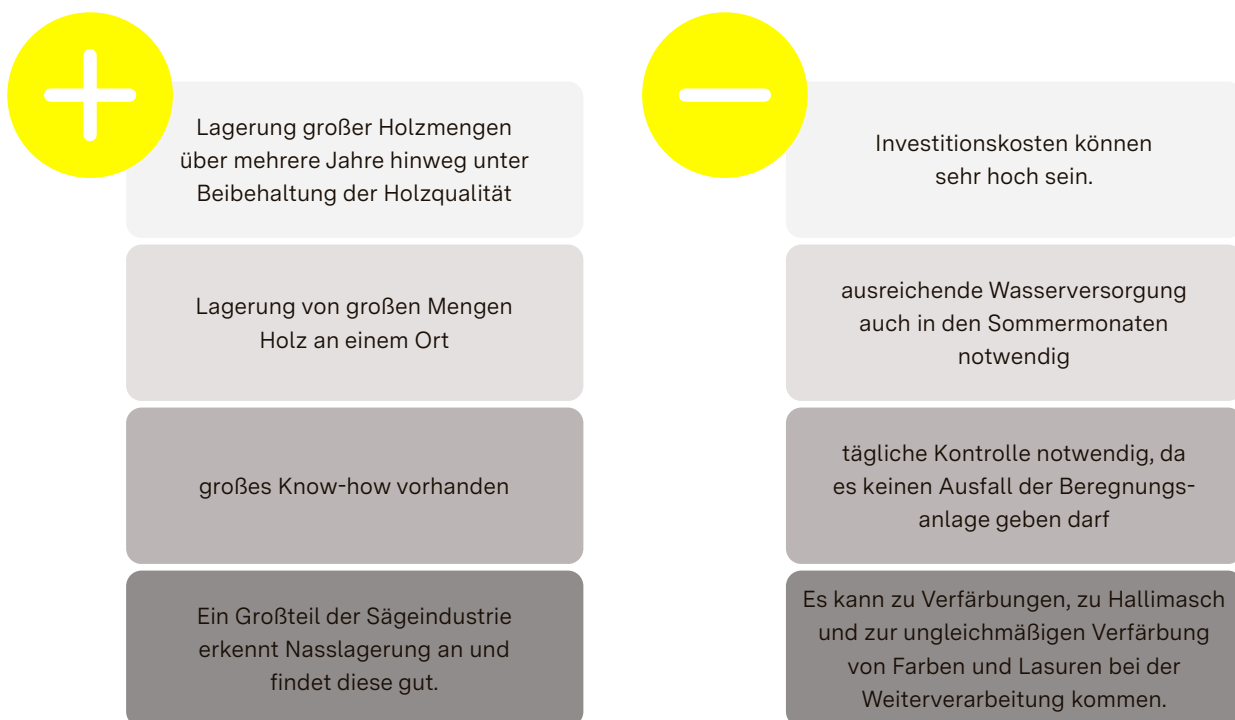 Lagerung großer Holzmengen
über mehrere Jahre hinweg unter
Beibehaltung der Holzqualität
Lagerung von großen Mengen
Holz an einem Ort
großes Know-how vorhanden
Ein Großteil der Sägeindustrie
erkennt Nasslagerung an und
findet diese gut.
Investitionskosten können
sehr hoch sein.
ausreichende Wasserversorgung
auch in den Sommermonaten
notwendig
tägliche Kontrolle notwendig, da
es keinen Ausfall der Beregnungs-
anlage geben darf
Es kann zu Verfärbungen, zu Hallimasch
und zur ungleichmäßigen Verfärbung
von Farben und Lasuren bei der
Weiterverarbeitung kommen.